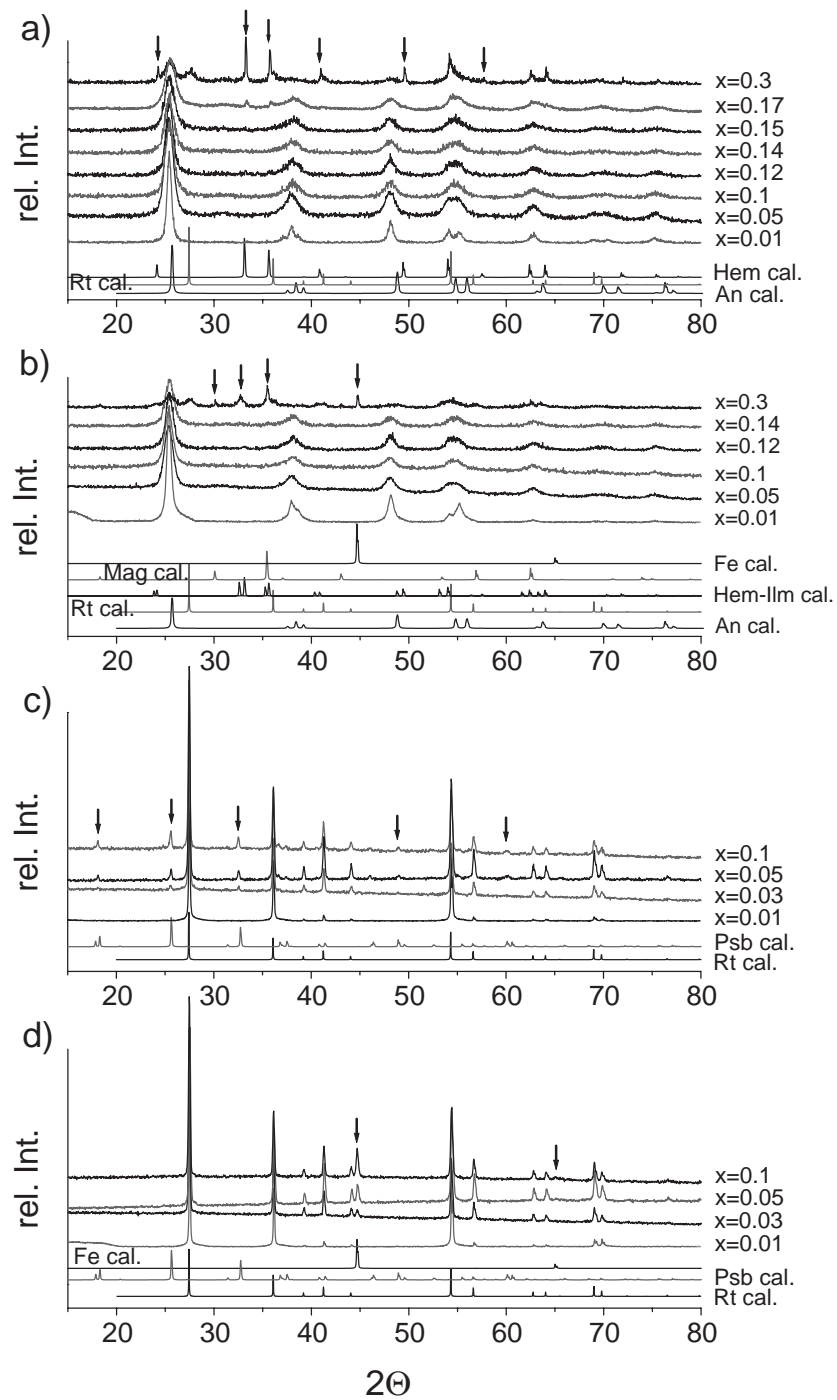 a)
rel. Int.
x=0.3
x=0.17
x=0.15
x=0.14
x=0.12
x=0.1
x=0.05
x=0.01
Hem cal.
Rt cal.
An cal.
20 30 40 50 60 70 80
b)
rel. Int.
x=0.3
x=0.14
x=0.12
x=0.1
x=0.05
x=0.01
Fe cal.
Mag cal.
Hem-Ilm cal.
Rt cal.
An cal.
20 30 40 50 60 70 80
c)
rel. Int.
x=0.1
x=0.05
x=0.03
x=0.01
Psb cal.
Rt cal.
20 30 40 50 60 70 80
d)
rel. Int.
x=0.1
x=0.05
x=0.03
x=0.01
Fe cal.
Psb cal.
Rt cal.
20 30 40 50 60 70 80
2Θ